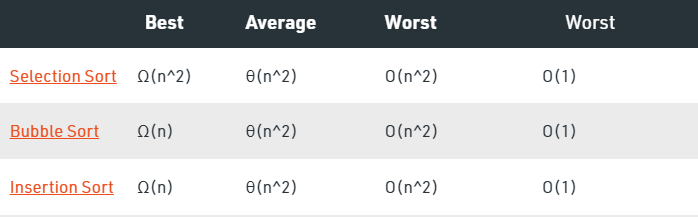 Best Average Worst Worst
Selection Sort Ω(n^2) θ(n^2) O(n^2) O(1)
Bubble Sort Ω(n) θ(n^2) O(n^2) O(1)
Insertion Sort Ω(n) θ(n^2) O(n^2) O(1)